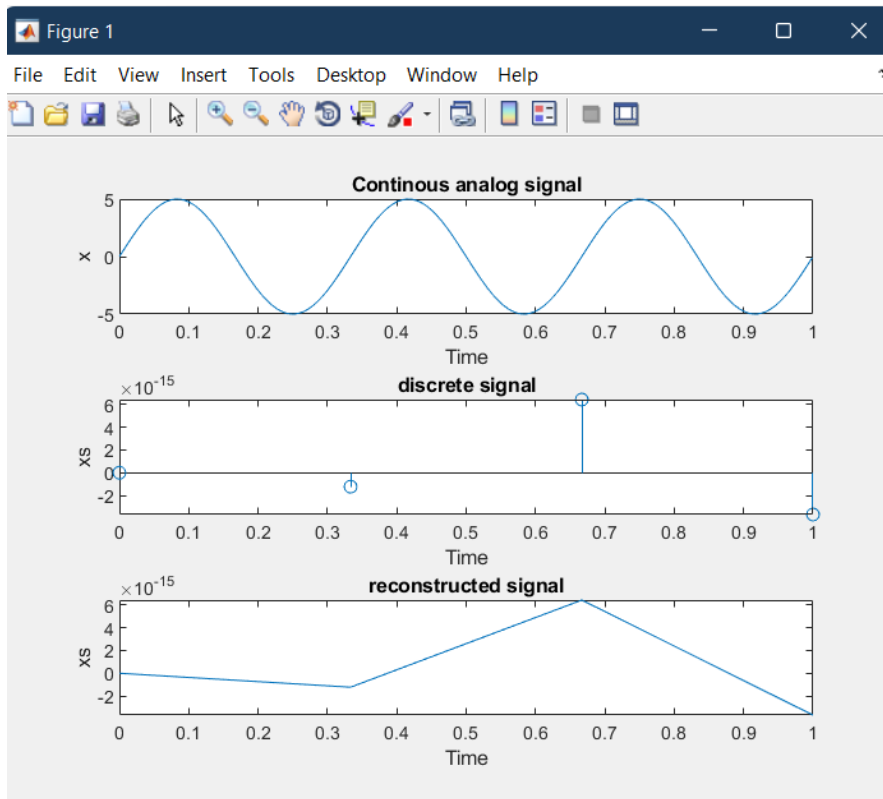 Figure 1
File Edit View Insert Tools Desktop Window Help
Continous analog signal
5
0
-5
x
0 0.1 0.2 0.3 0.4 0.5 0.6 0.7 0.8 0.9 1
Time
×10-15
discrete signal
6
4
2
0
-2
xs
0 0.1 0.2 0.3 0.4 0.5 0.6 0.7 0.8 0.9 1
Time
×10-15
reconstructed signal
6
4
2
0
-2
xs
0 0.1 0.2 0.3 0.4 0.5 0.6 0.7 0.8 0.9 1
Time